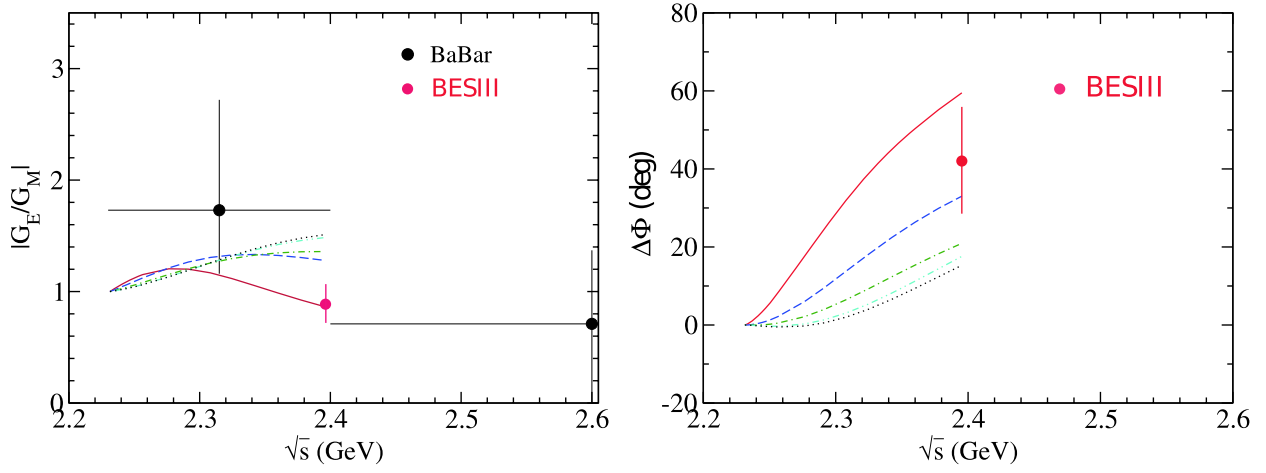 BaBar
BESIII
|G_E/G_M|
3
2
1
0
2.2 2.3 2.4 2.5 2.6
√s (GeV)
BESIII
ΔΦ (deg)
80
60
40
20
0
-20
2.2 2.3 2.4 2.5 2.6
√s (GeV)